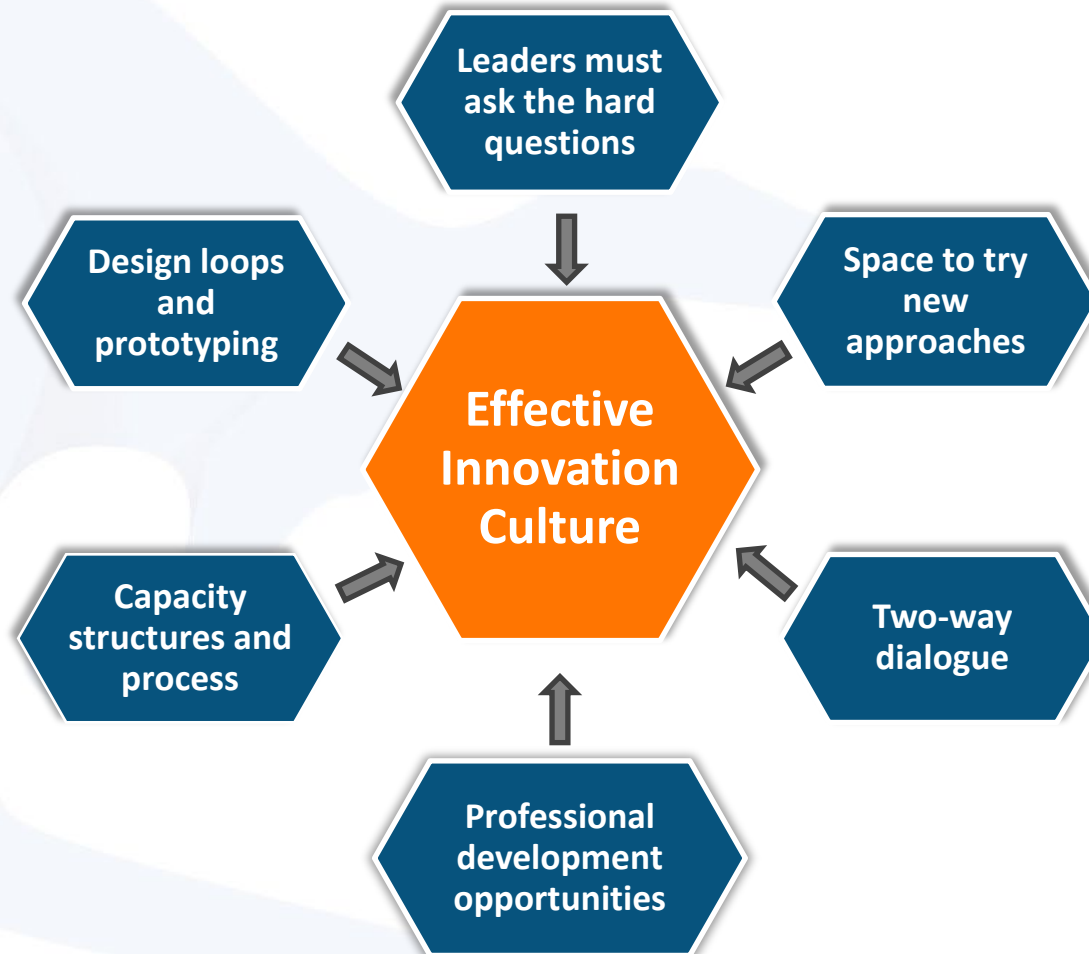 Leaders must
ask the hard
questions
Design loops
and
prototyping
Space to try
new
approaches
Effective
Innovation
Culture
Capacity
structures and
process
Two-way
dialogue
Professional
development
opportunities